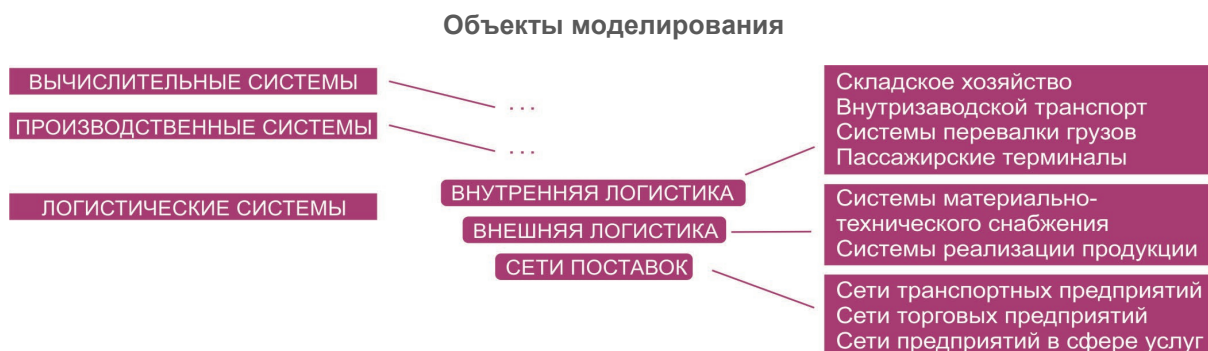 Объекты моделирования
ВЫЧИСЛИТЕЛЬНЫЕ СИСТЕМЫ
...
ПРОИЗВОДСТВЕННЫЕ СИСТЕМЫ
...
ЛОГИСТИЧЕСКИЕ СИСТЕМЫ
ВНУТРЕННЯЯ ЛОГИСТИКА
ВНЕШНЯЯ ЛОГИСТИКА
СЕТИ ПОСТАВОК
Складское хозяйство
Внутризаводской транспорт
Системы перевалки грузов
Пассажирские терминалы
Системы материально-
технического снабжения
Системы реализации продукции
Сети транспортных предприятий
Сети торговых предприятий
Сети предприятий в сфере услуг